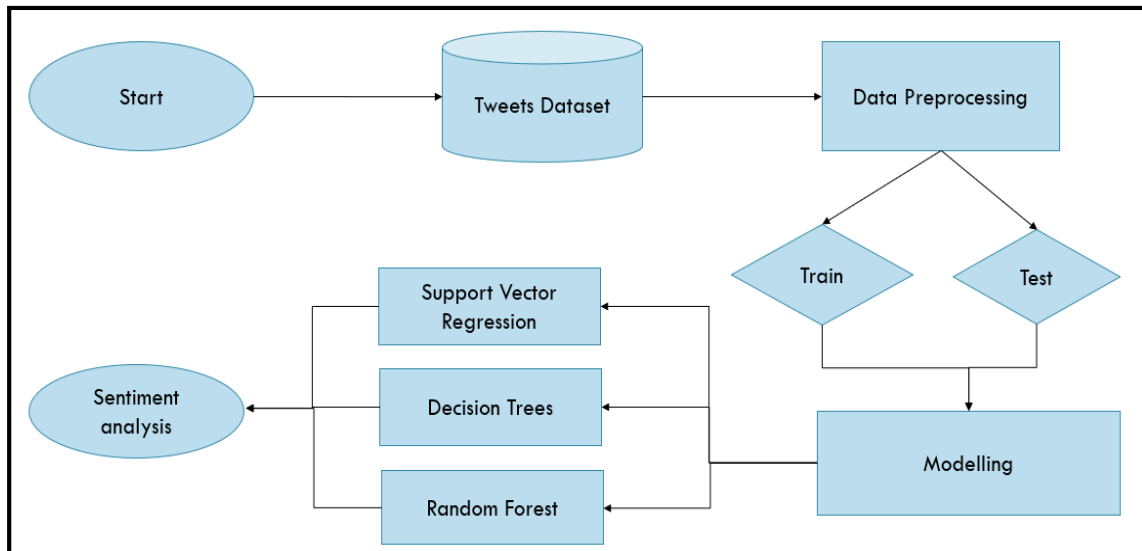 Start
Tweets Dataset
Data Preprocessing
Train
Test
Support Vector
Regression
Sentiment
analysis
Decision Trees
Modelling
Random Forest